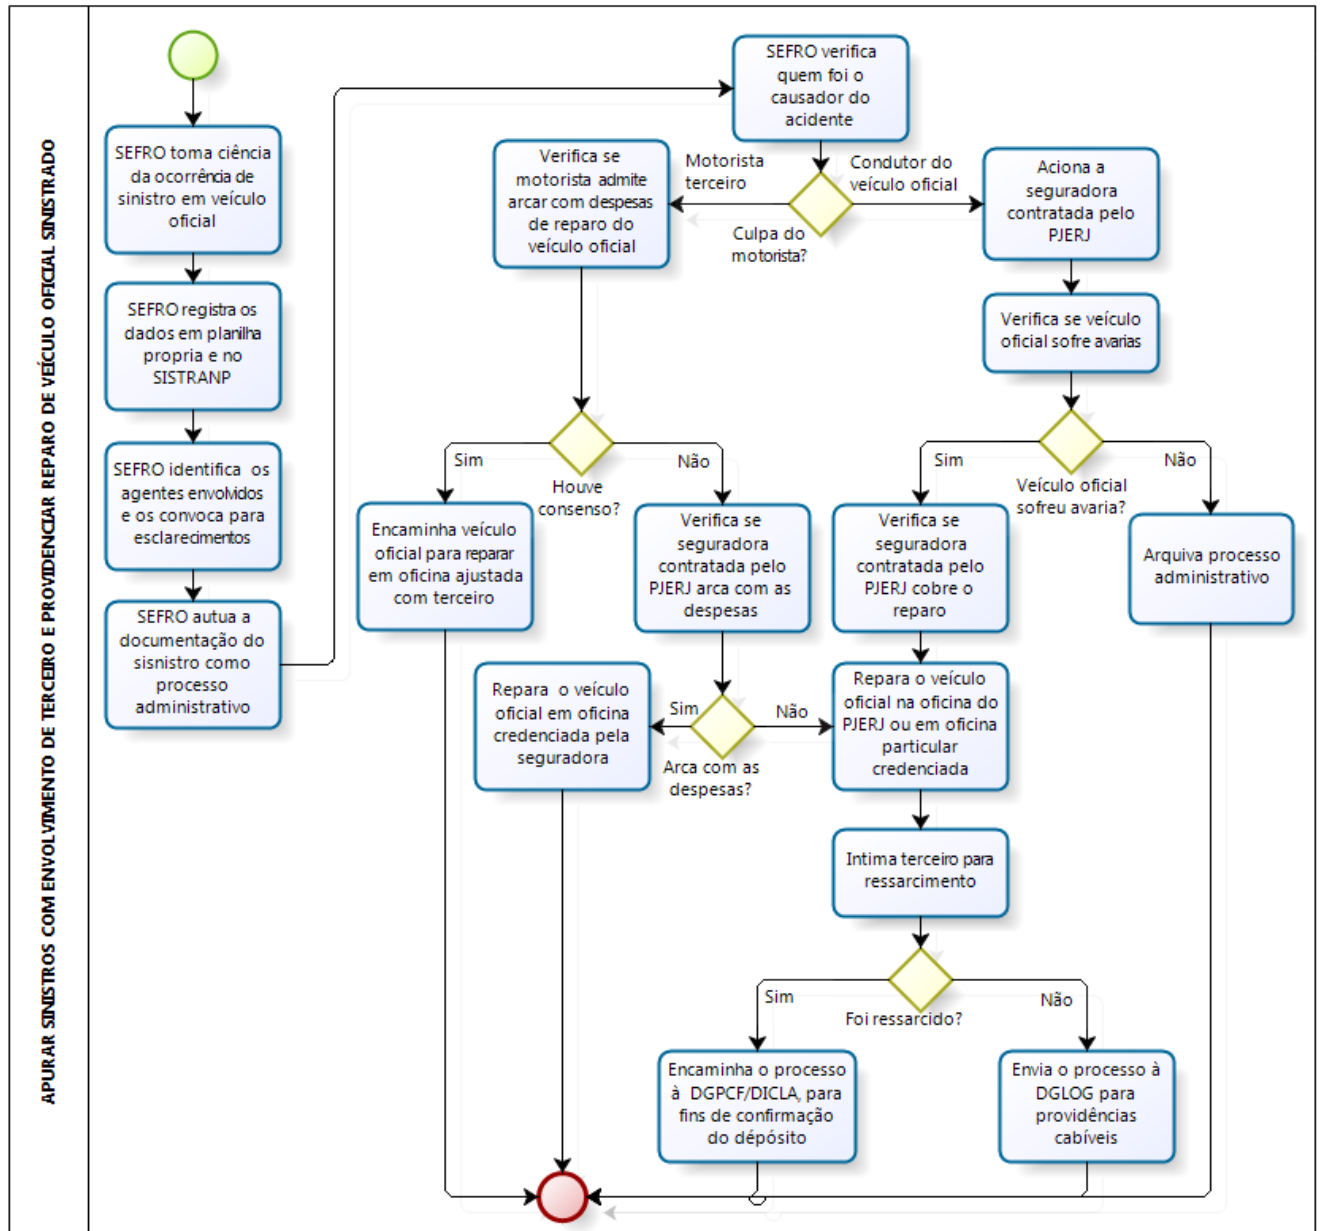 APURAR SINISTROS COM ENVOLVIMENTO DE TERCEIRO E PROVIDENCIAR REPARO DE VEÍCULO OFICIAL SINISTRADO
SEFRO toma ciência
da ocorrência de
sinistro em veículo
oficial
SEFRO registra os
dados em planilha
propria e no
SISTRANP
SEFRO identifica os
agentes envolvidos
e os convoca para
esclarecimentos
SEFRO autua a
documentação do
sisnistro como
processo
administrativo
SEFRO verifica
quem foi o
causador do
acidente
Culpa do
motorista?
Motorista
terceiro
Condutor do
veículo oficial
Verifica se
motorista admite
arcar com despesas
de reparo do
veículo oficial
Aciona a
seguradora
contratada pelo
PJERJ
Verifica se veículo
oficial sofre avarias
Houve
consenso?
Sim
Não
Veículo oficial
sofreu avaria?
Sim
Não
Encaminha veículo
oficial para reparar
em oficina ajustada
com terceiro
Verifica se
seguradora
contratada pelo
PJERJ arca com as
despesas
Verifica se
seguradora
contratada pelo
PJERJ cobre o
reparo
Arquiva processo
administrativo
Arca com as
despesas?
Sim
Não
Repara o veículo
oficial em oficina
credenciada pela
seguradora
Repara o veículo
oficial na oficina do
PJERJ ou em oficina
particular
credenciada
Intima terceiro para
ressarcimento
Foi ressarcido?
Sim
Não
Encaminha o processo
à DGPCF/DICLA, para
fins de confirmação
do dépósito
Envia o processo à
DGLOG para
providências
cabíveis